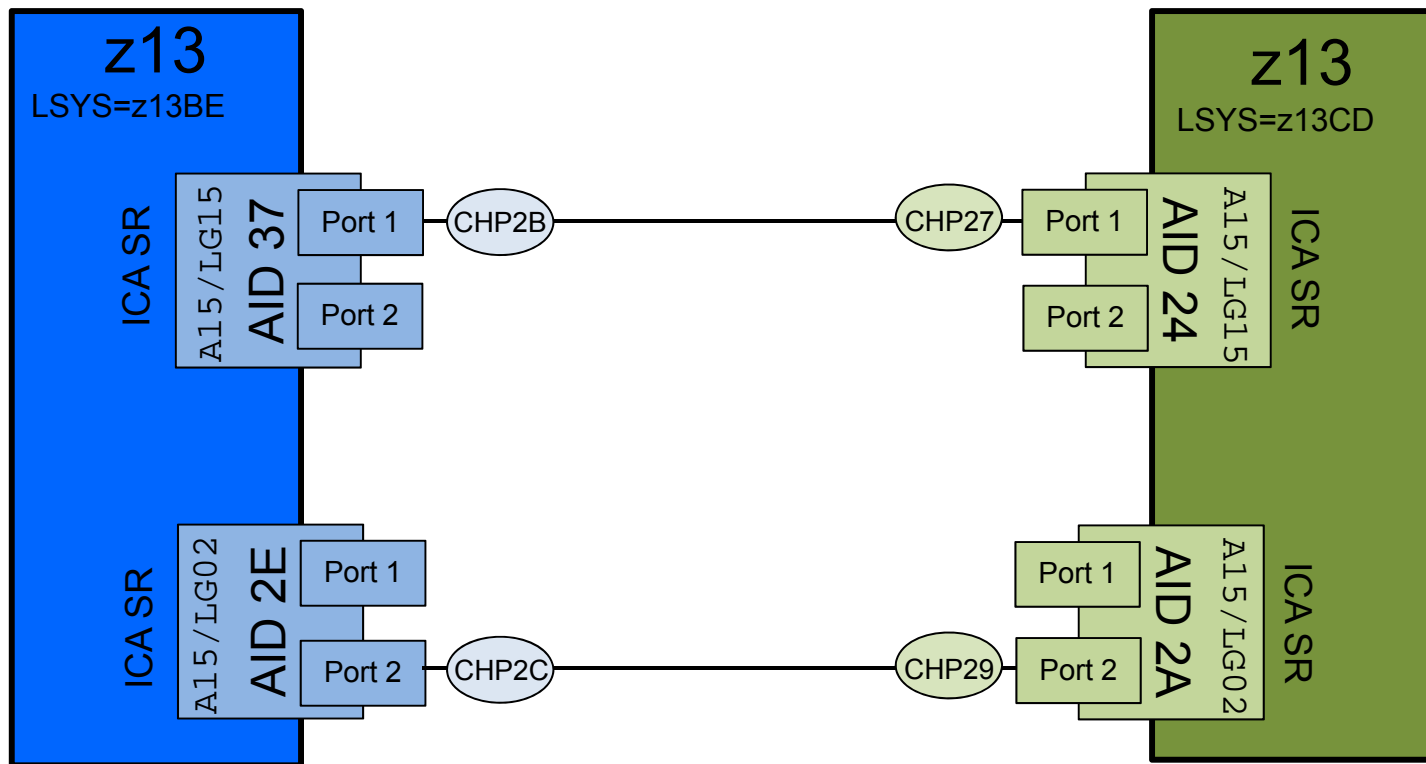 z13
LSYS=z13BE
ICA SR
A15/LG15
AID 37
Port 1
Port 2
CHP2B
ICA SR
A15/LG02
AID 2E
Port 1
Port 2
CHP2C
z13
LSYS=z13CD
CHP27
Port 1
Port 2
AID 24
A15/LG15
ICA SR
CHP29
Port 1
Port 2
AID 2A
A15/LG02
ICA SR